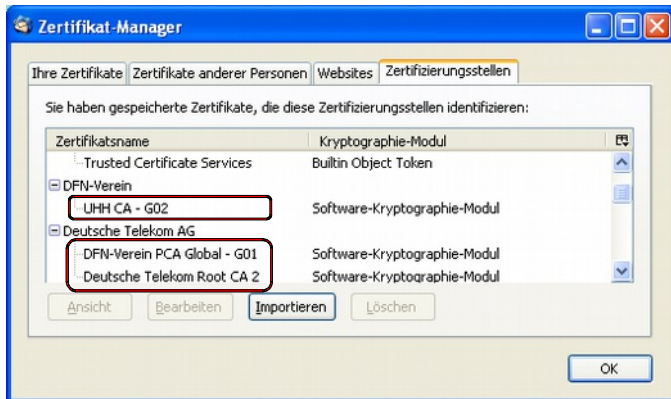 Zertifikat-Manager
Ihre Zertifikate Zertifikate anderer Personen Websites Zertifizierungsstellen
Sie haben gespeicherte Zertifikate, die diese Zertifizierungsstellen identifizieren:
Zertifikatsname Kryptographie-Modul
Trusted Certificate Services Builtin Object Token
DFN-Verein
UHH CA - G02 Software-Kryptographie-Modul
Deutsche Telekom AG
DFN-Verein PCA Global - G01 Software-Kryptographie-Modul
Deutsche Telekom Root CA 2 Software-Kryptographie-Modul
Ansicht Bearbeiten Importieren Löschen
OK